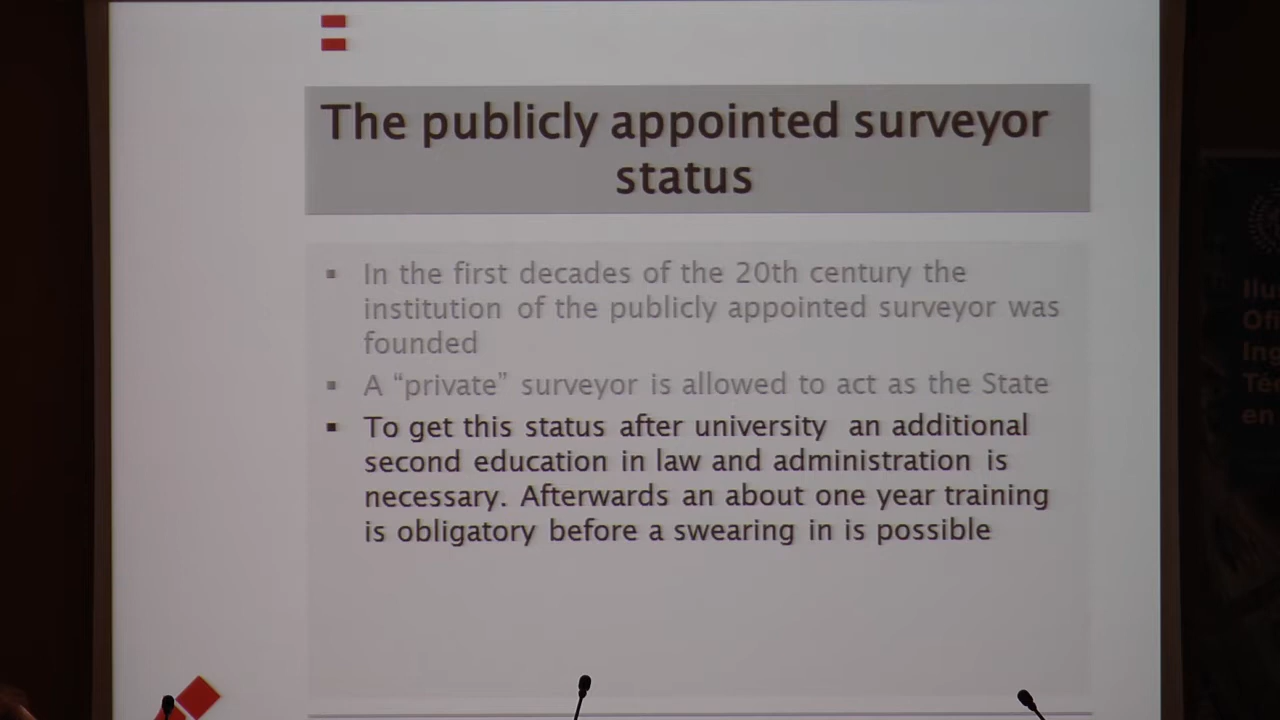 The publicly appointed surveyor
status
▪ In the first decades of the 20th century the
institution of the publicly appointed surveyor was
founded
▪ A “private” surveyor is allowed to act as the State
▪ To get this status after university an additional
second education in law and administration is
necessary. Afterwards an about one year training
is obligatory before a swearing in is possible